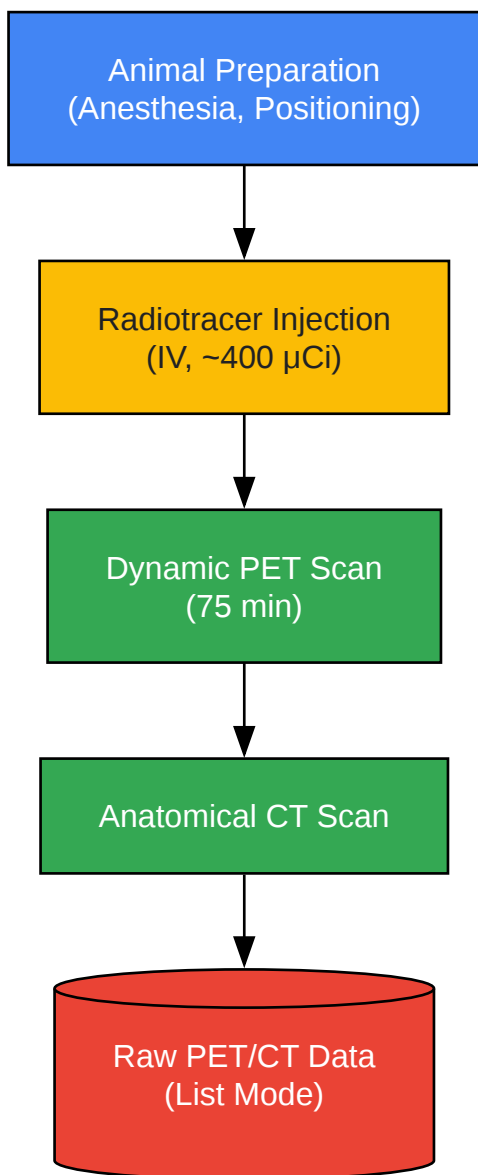 Animal Preparation
(Anesthesia, Positioning)
Radiotracer Injection
(IV, ~400 μCi)
Dynamic PET Scan
(75 min)
Anatomical CT Scan
Raw PET/CT Data
(List Mode)